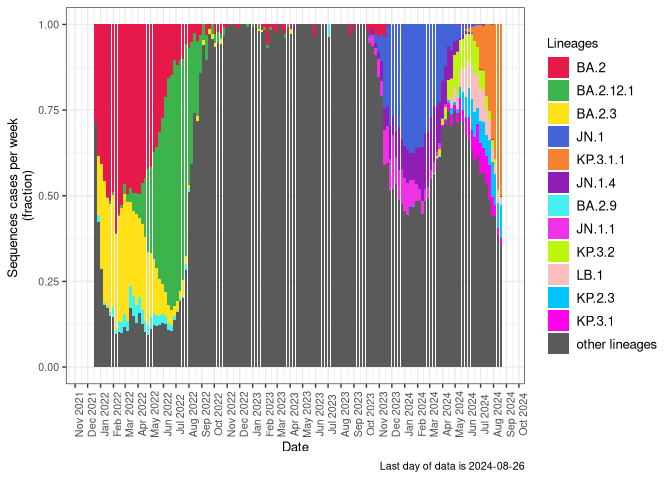 1.00
0.75
0.50
0.25
0.00
Sequences cases per week
(fraction)
Nov 2021
Dec 2021
Jan 2022
Feb 2022
Mar 2022
Apr 2022
May 2022
Jun 2022
Jul 2022
Aug 2022
Sep 2022
Oct 2022
Nov 2022
Dec 2022
Jan 2023
Feb 2023
Mar 2023
Apr 2023
May 2023
Jun 2023
Jul 2023
Aug 2023
Sep 2023
Oct 2023
Nov 2023
Dec 2023
Jan 2024
Feb 2024
Mar 2024
Apr 2024
May 2024
Jun 2024
Jul 2024
Aug 2024
Sep 2024
Oct 2024
Date
Lineages
BA.2
BA.2.12.1
BA.2.3
JN.1
KP.3.1.1
JN.1.4
BA.2.9
JN.1.1
KP.3.2
LB.1
KP.2.3
KP.3.1
other lineages
Last day of data is 2024-08-26